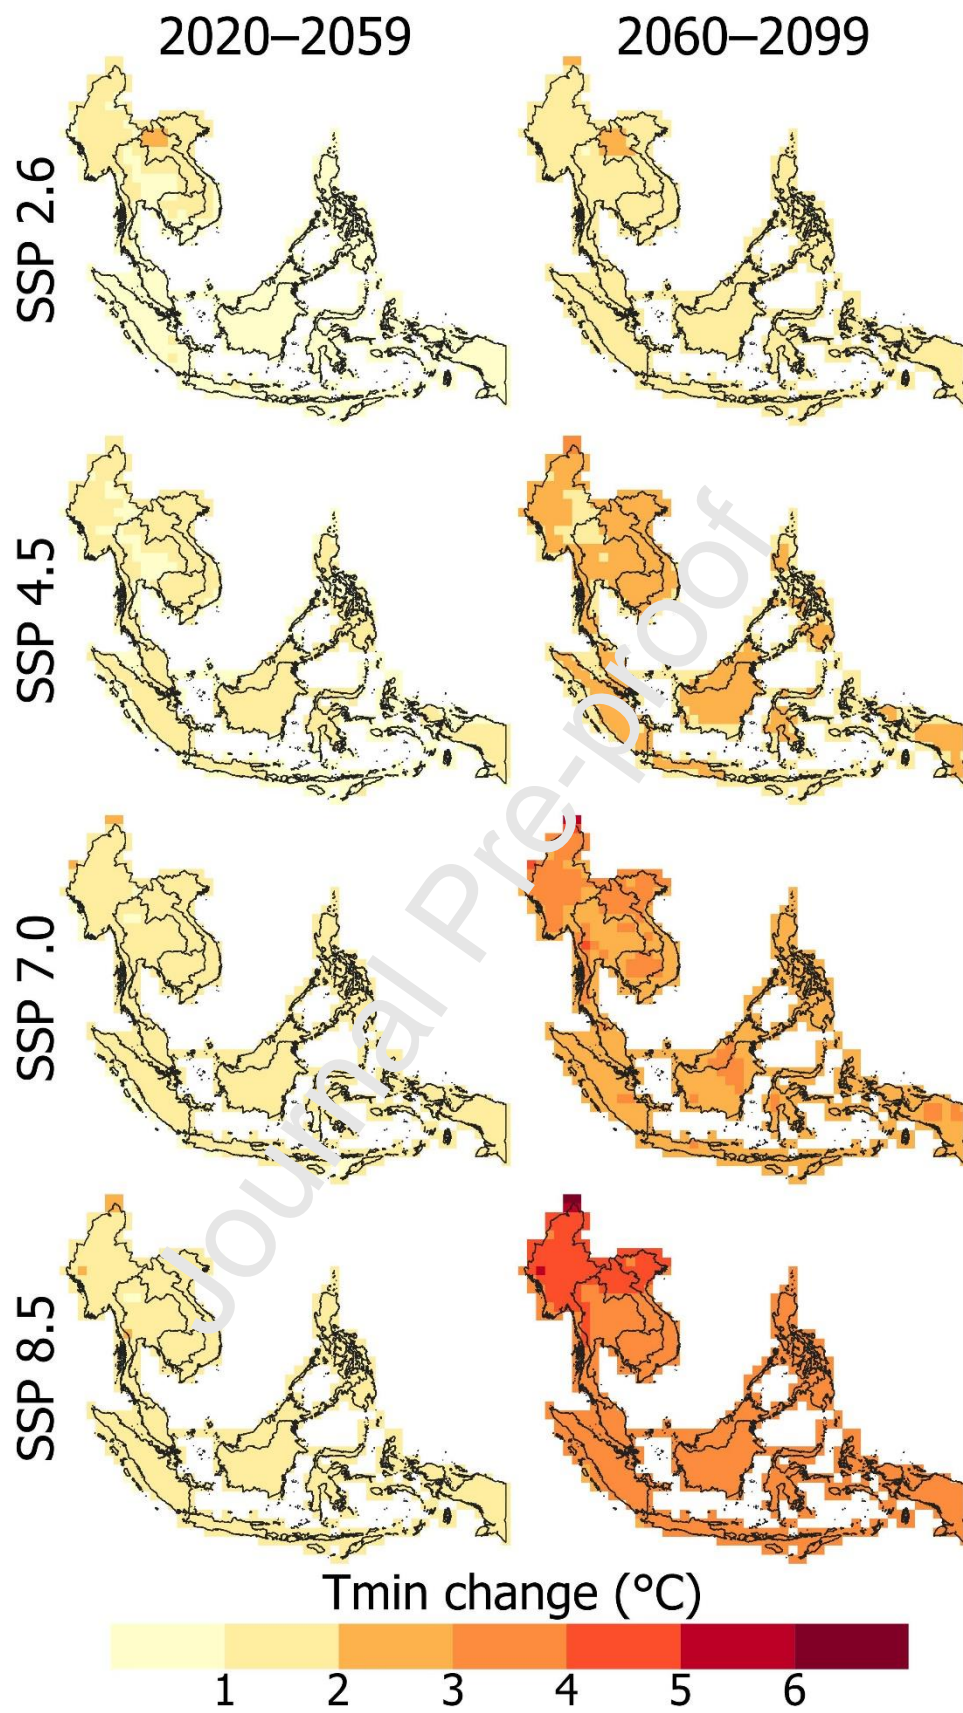 2020–2059 2060–2099
SSP 2.6
SSP 4.5
SSP 7.0
SSP 8.5
Journal Pre-proof
Tmin change (°C)
1 2 3 4 5 6